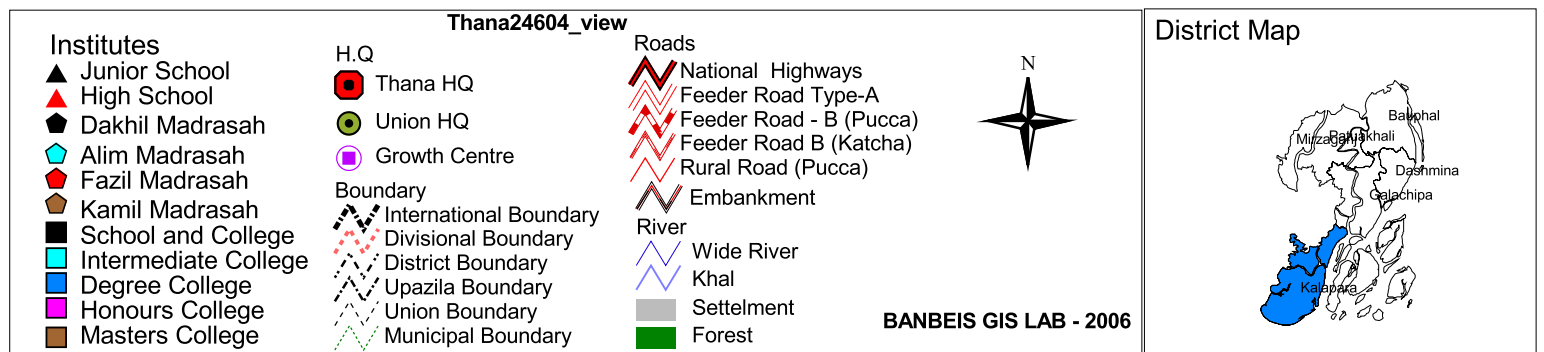 Thana24604_view
Institutes
Junior School
High School
Dakhil Madrasah
Alim Madrasah
Fazil Madrasah
Kamil Madrasah
School and College
Intermediate College
Degree College
Honours College
Masters College
H.Q
Thana HQ
Union HQ
Growth Centre
Boundary
International Boundary
Divisional Boundary
District Boundary
Upazila Boundary
Union Boundary
Municipal Boundary
Roads
National Highways
Feeder Road Type-A
Feeder Road - B (Pucca)
Feeder Road B (Katcha)
Rural Road (Pucca)
Embankment
River
Wide River
Khal
Settelment
Forest
N
BANBEIS GIS LAB - 2006
District Map
Bauphal
Patuakhali
Mirzaganj
Dashmina
Galachipa
Kalapara